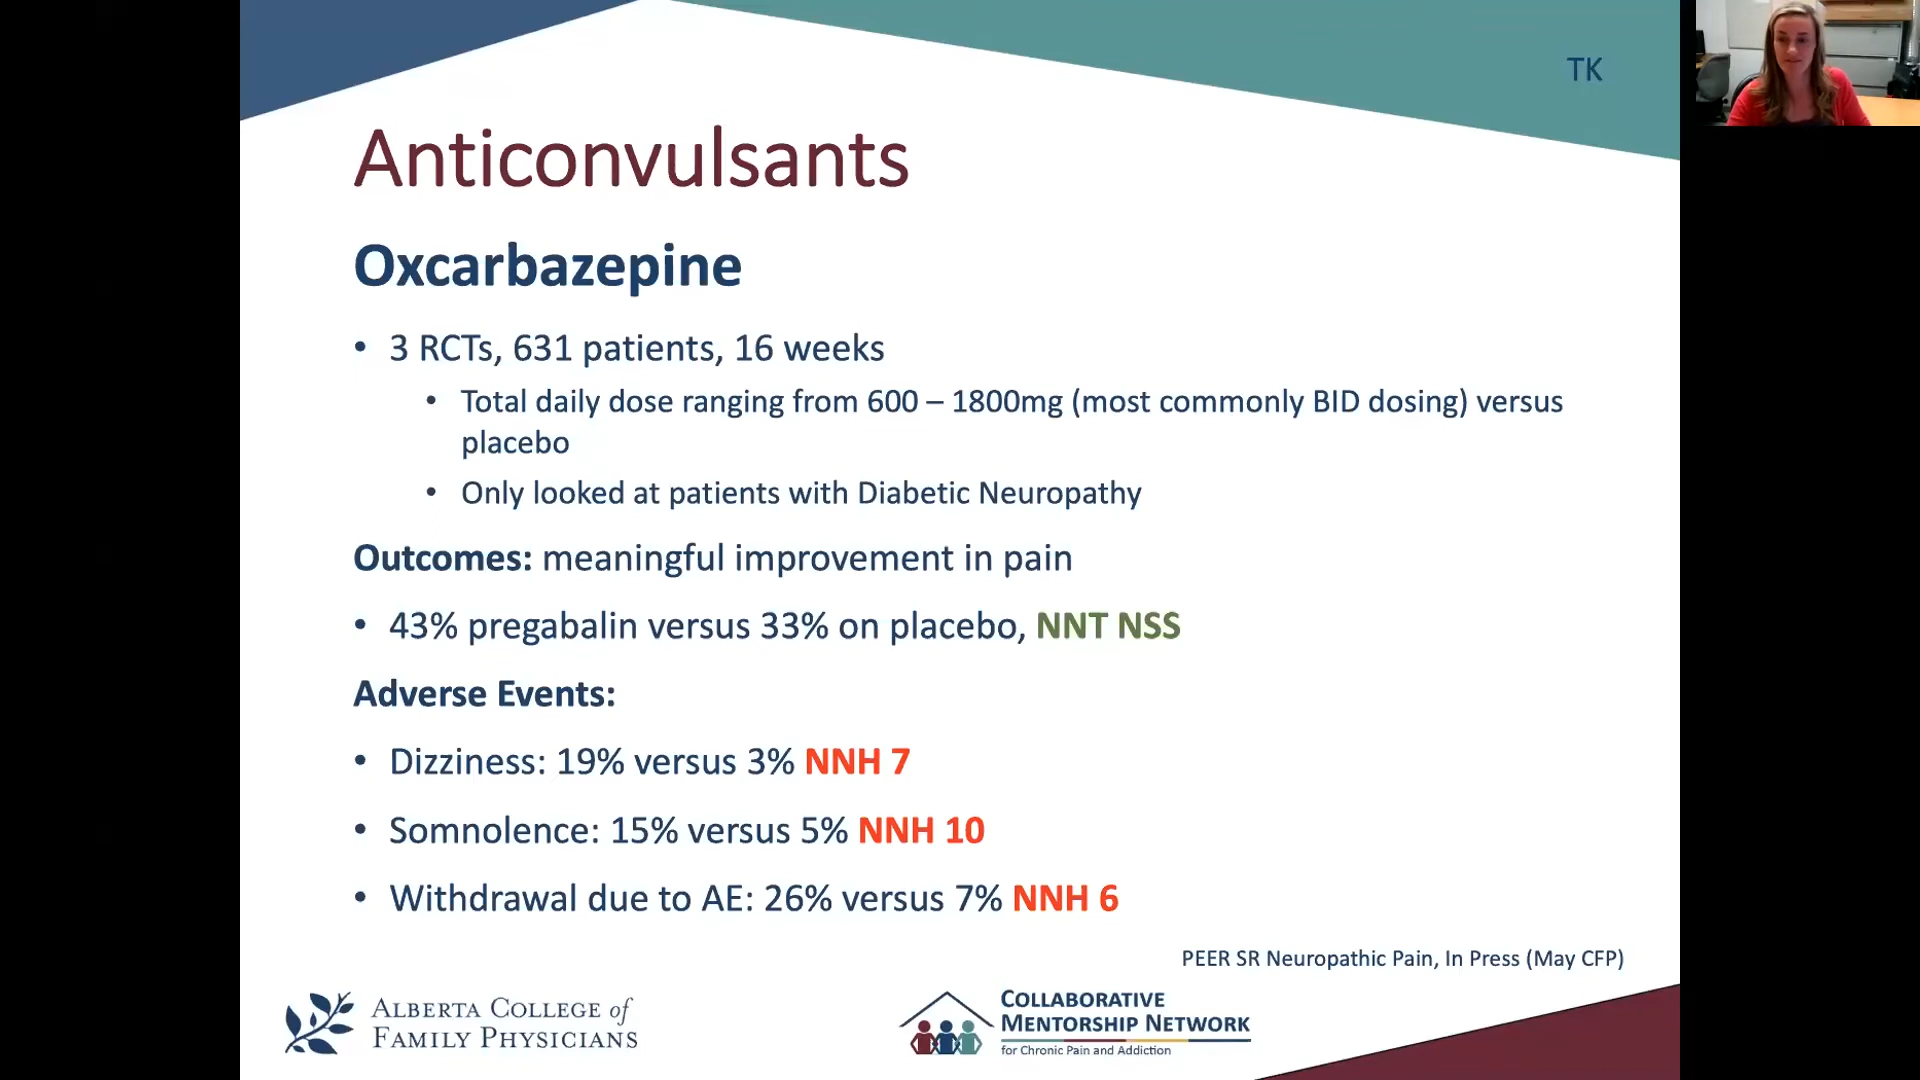 TK
Anticonvulsants
Oxcarbazepine
• 3 RCTs, 631 patients, 16 weeks
• Total daily dose ranging from 600 – 1800mg (most commonly BID dosing) versus
placebo
• Only looked at patients with Diabetic Neuropathy
Outcomes: meaningful improvement in pain
• 43% pregabalin versus 33% on placebo, NNT NSS
Adverse Events:
• Dizziness: 19% versus 3% NNH 7
• Somnolence: 15% versus 5% NNH 10
• Withdrawal due to AE: 26% versus 7% NNH 6
PEER SR Neuropathic Pain, In Press (May CFP)
ALBERTA COLLEGE of
FAMILY PHYSICIANS
COLLABORATIVE
MENTORSHIP NETWORK
for Chronic Pain and Addiction